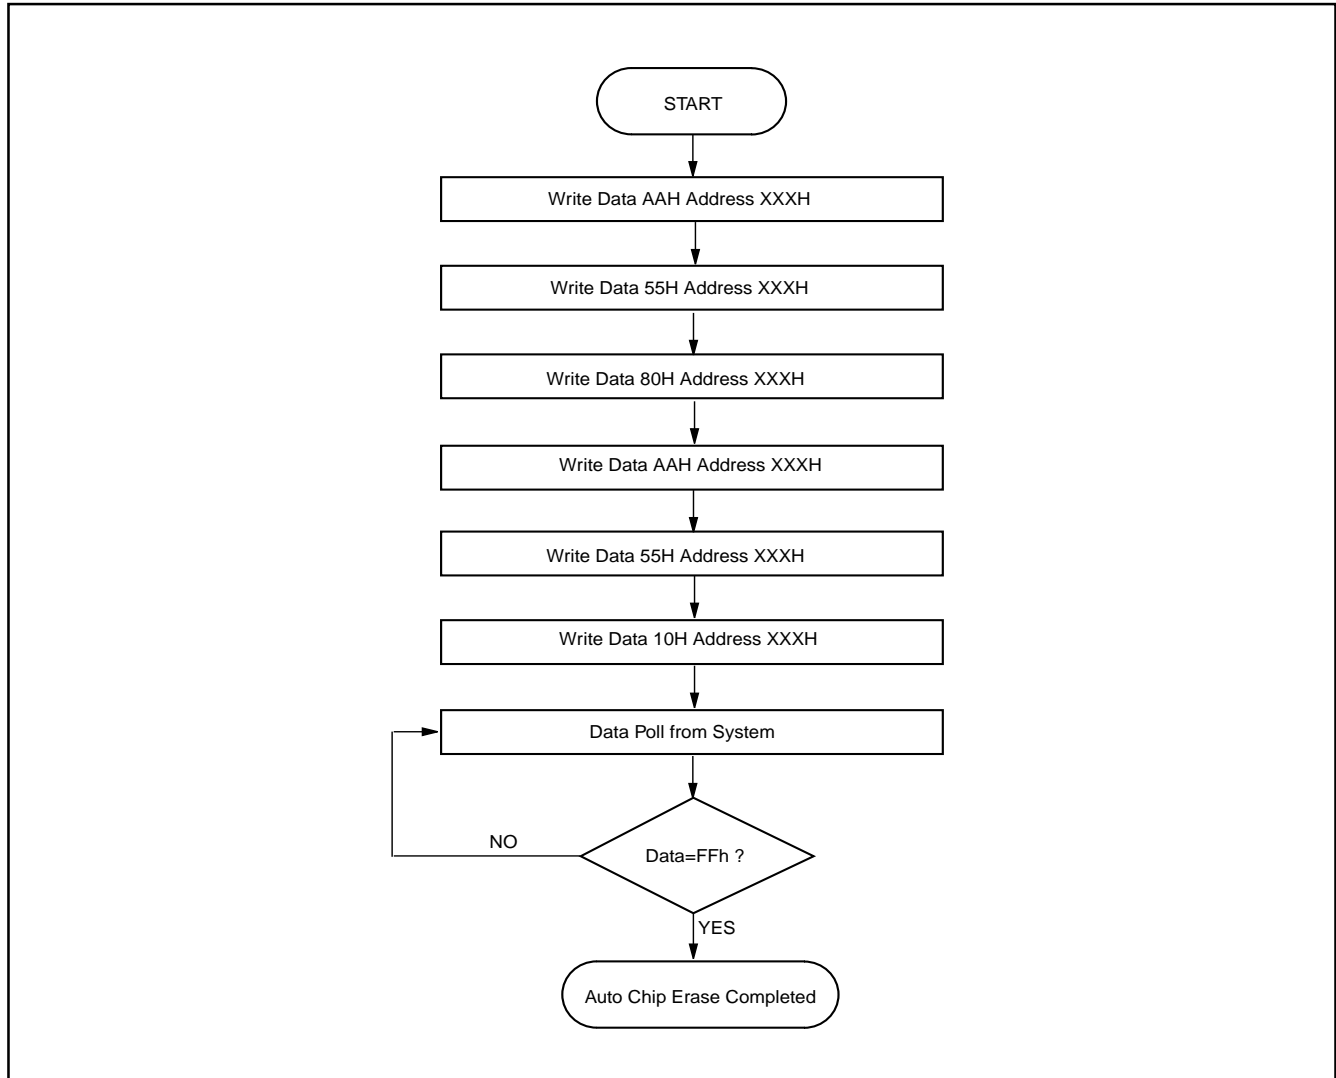 START
Write Data AAH Address XXXH
Write Data 55H Address XXXH
Write Data 80H Address XXXH
Write Data AAH Address XXXH
Write Data 55H Address XXXH
Write Data 10H Address XXXH
Data Poll from System
NO
Data=FFh ?
YES
Auto Chip Erase Completed